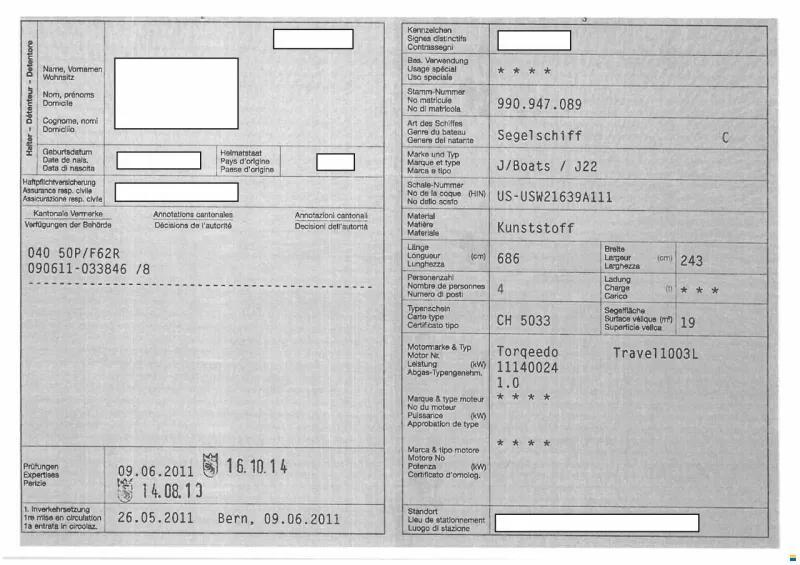 Halter – Détenteur – Detentore
Name, Vornamen
Wohnsitz
Nom, prénoms
Domicile
Cognome, nomi
Domicilio
Geburtsdatum
Date de nais.
Data di nascita
Heimatstaat
Pays d'origine
Paese d'origine
Haftpflichtversicherung
Assurance resp. civile
Assicurazione resp. civile
Kantonale Vermerke Annotations cantonales Annotazioni cantonali
Verfügungen der Behörde Décisions de l'autorité Decisioni dell'autorità
040 50P/F62R
090611-033846 /8
Prüfungen
Expertises
Perizie
09.06.2011 16.10.14
14.08.13
1. Inverkehrsetzung
1re mise en circulation
1a entrata in circolaz.
26.05.2011 Bern, 09.06.2011
3
Kennzeichen
Signes distinctifs
Contrassegni
Bes. Verwendung
Usage spécial
Uso speciale
* * * *
Stamm-Nummer
No matricule
No di matricola
990.947.089
Art des Schiffes
Genre du bateau
Genere del natante
Segelschiff C
Marke und Typ
Marque et type
Marca e tipo
J/Boats / J22
Schale-Nummer
No de la coque (HIN)
No dello scafo
US-USW21639A111
Material
Matière
Materiale
Kunststoff
Länge
Longueur (cm)
Lunghezza
686
Breite
Largeur (cm)
Larghezza
243
Personenzahl
Nombre de personnes
Numero di posti
4
Ladung
Charge (t)
Carico
* * *
Typenschein
Carte type
Certificato tipo
CH 5033
Segelfläche
Surface vélique (m²)
Superficie velica
19
Motormarke & Typ
Motor Nr.
Leistung (kW)
Abgas-Typengenehm.
Torqeedo Travel1003L
11140024
1.0
* * * *
Marque & type moteur
No du moteur
Puissance (kW)
Approbation de type
* * * *
Marca & tipo motore
Motore No
Potenza (kW)
Certificato d'omolog.
Standort
Lieu de stationnement
Luogo di stazione